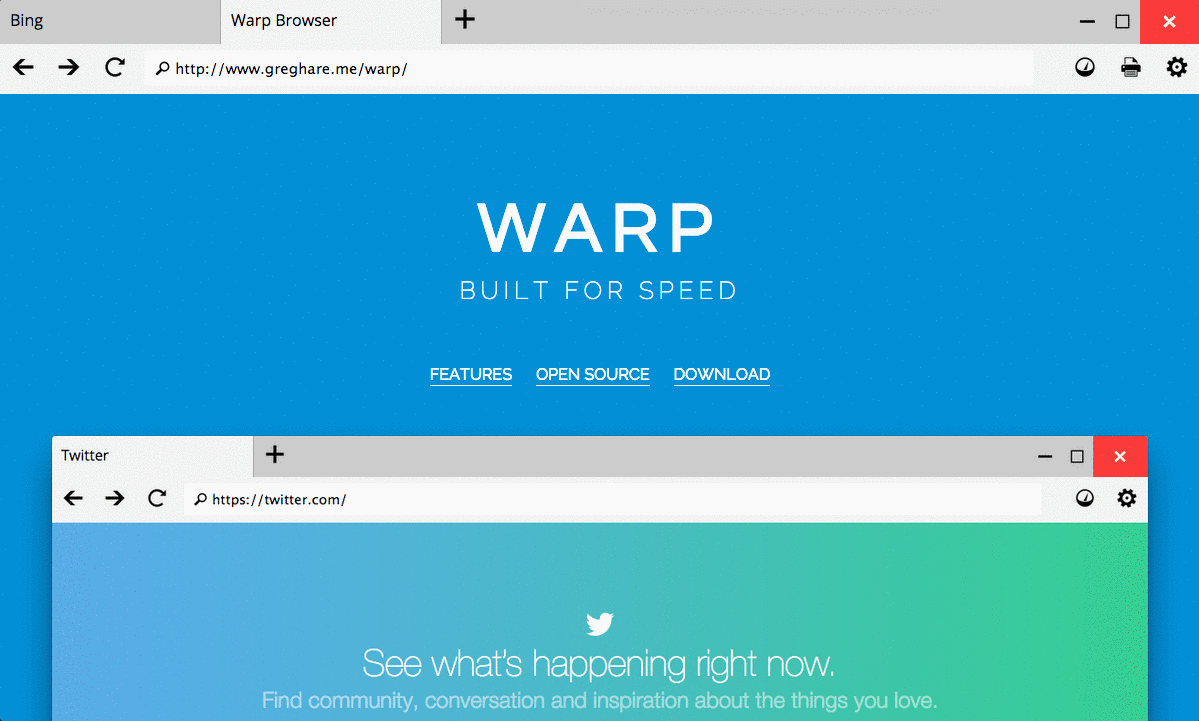 Bing Warp Browser
http://www.greghare.me/warp/
WARP
BUILT FOR SPEED
FEATURES OPEN SOURCE DOWNLOAD
Twitter
https://twitter.com/
See what's happening right now.
Find community, conversation and inspiration about the things you love.